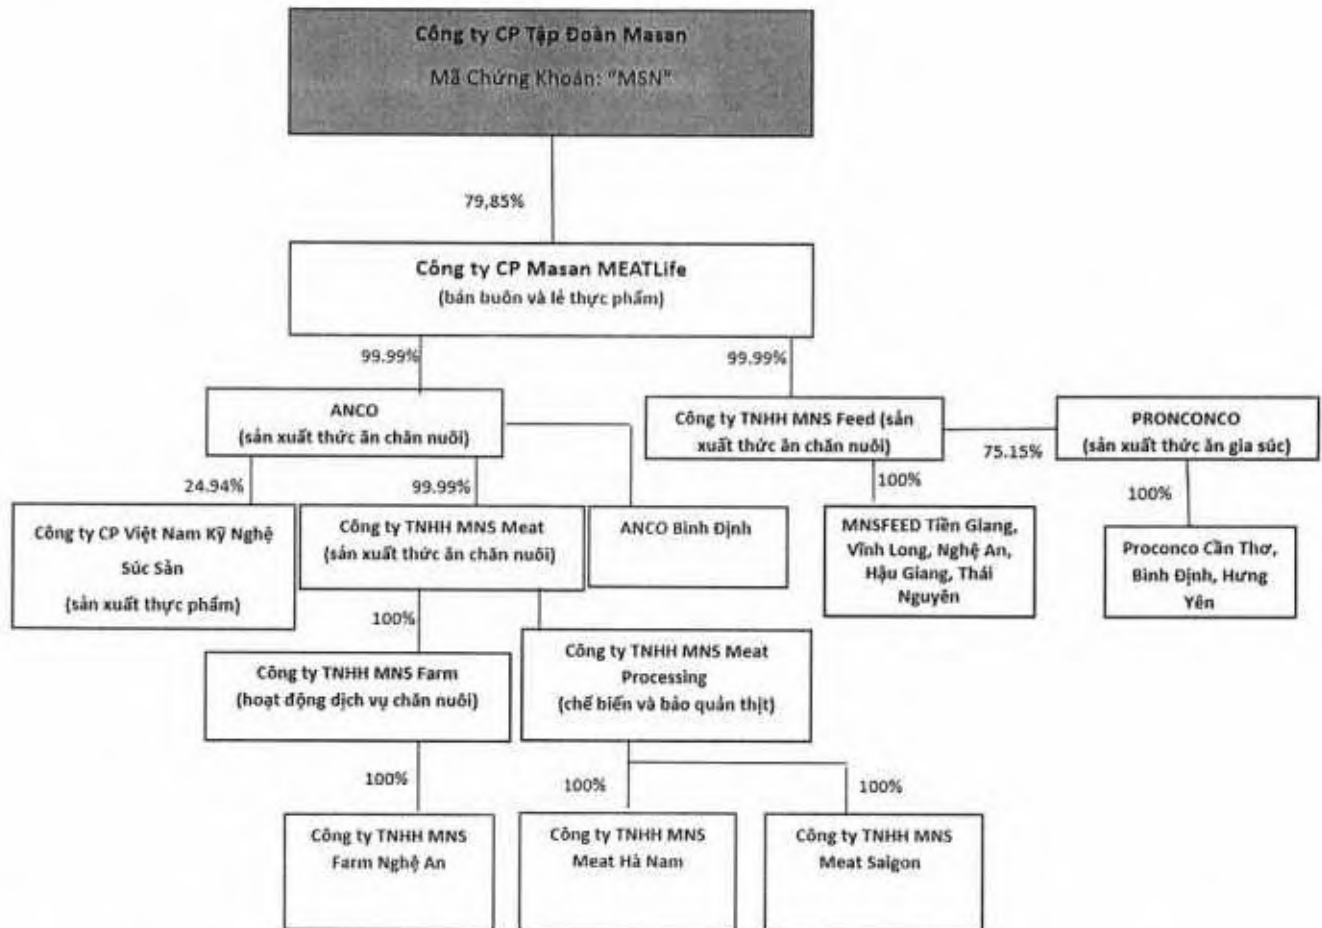 Công ty CP Tập Đoàn Masan
Mã Chứng Khoán: "MSN"
79,85%
Công ty CP Masan MEATLife
(bán buôn và lẻ thực phẩm)
99.99%
99.99%
ANCO
(sản xuất thức ăn chăn nuôi)
Công ty TNHH MNS Feed (sản
xuất thức ăn chăn nuôi)
75.15%
PRONCONCO
(sản xuất thức ăn gia súc)
24.94%
99.99%
100%
100%
Công ty CP Việt Nam Kỹ Nghệ
Súc Sản
(sản xuất thực phẩm)
Công ty TNHH MNS Meat
(sản xuất thức ăn chăn nuôi)
ANCO Bình Định
MNSFEED Tiền Giang,
Vĩnh Long, Nghệ An,
Hậu Giang, Thái
Nguyên
Proconco Cần Thơ,
Bình Định, Hưng
Yên
100%
Công ty TNHH MNS Farm
(hoạt động dịch vụ chăn nuôi)
Công ty TNHH MNS Meat
Processing
(chế biến và bảo quản thịt)
100%
100%
100%
Công ty TNHH MNS
Farm Nghệ An
Công ty TNHH MNS
Meat Hà Nam
Công ty TNHH MNS
Meat Saigon